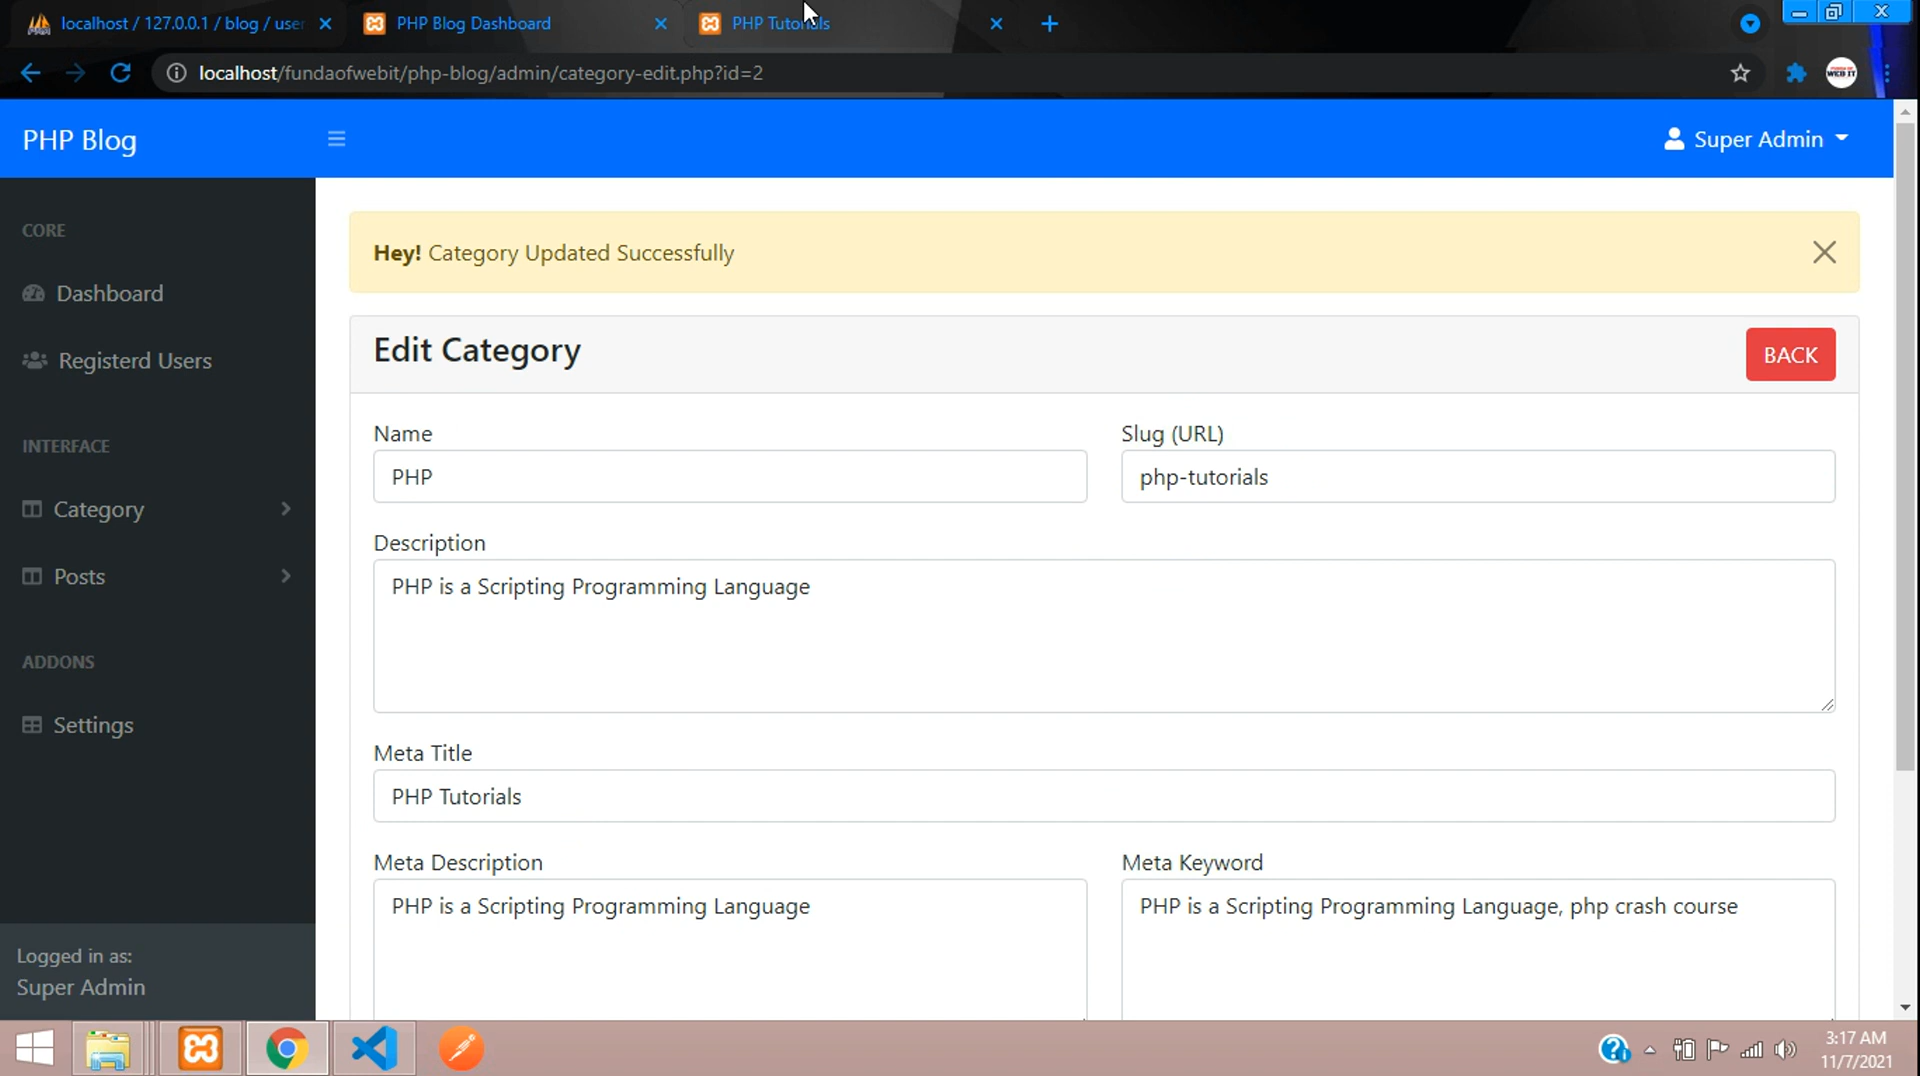 localhost / 127.0.0.1 / blog / user
PHP Blog Dashboard
PHP Tutorials
localhost/fundaofwebit/php-blog/admin/category-edit.php?id=2
WEB IT
PHP Blog
Super Admin
CORE
Dashboard
Registerd Users
INTERFACE
Category
Posts
ADDONS
Settings
Logged in as:
Super Admin
Hey! Category Updated Successfully
Edit Category
BACK
Name
Slug (URL)
PHP
php-tutorials
Description
PHP is a Scripting Programming Language
Meta Title
PHP Tutorials
Meta Description
Meta Keyword
PHP is a Scripting Programming Language
PHP is a Scripting Programming Language, php crash course
3:17 AM
11/7/2021